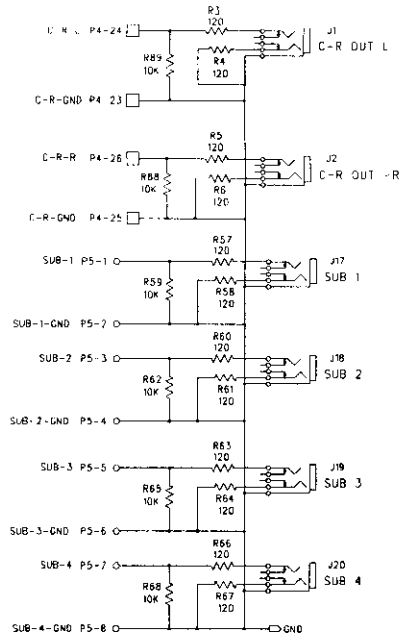 R3
120
J1
C-R-L P4-24
C-R OUT L
R89
10K
R4
120
C-R-GND P4 23
R5
120
J2
C-R-R P4-26
C-R OUT -R
R88
10K
R6
120
C-R-GND P4-25
R57
120
J17
SUB-1 P5-1
SUB 1
R59
10K
R58
120
SUB-1-GND P5-2
R60
120
J18
SUB-2 P5-3
SUB 2
R62
10K
R61
120
SUB-2-GND P5-4
R63
120
J19
SUB-3 P5-5
SUB 3
R65
10K
R64
120
SUB-3-GND P5-6
R66
120
J20
SUB-4 P5-7
SUB 4
R68
10K
R67
120
SUB-4-GND P5-8
GND